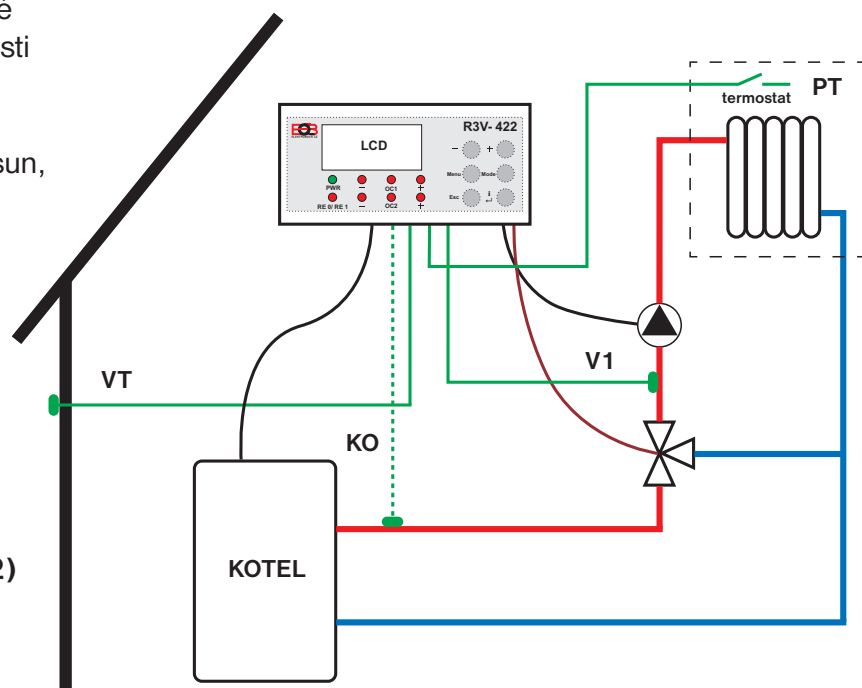 é
sti
sun,
2)
PT
termostat
R3V- 422
BOB
LCD
–
+
Menu
Mode
Esc
i
PWR
–
OC1
+
RE 0/ RE 1
–
OC2
+
VT
V1
KO
KOTEL